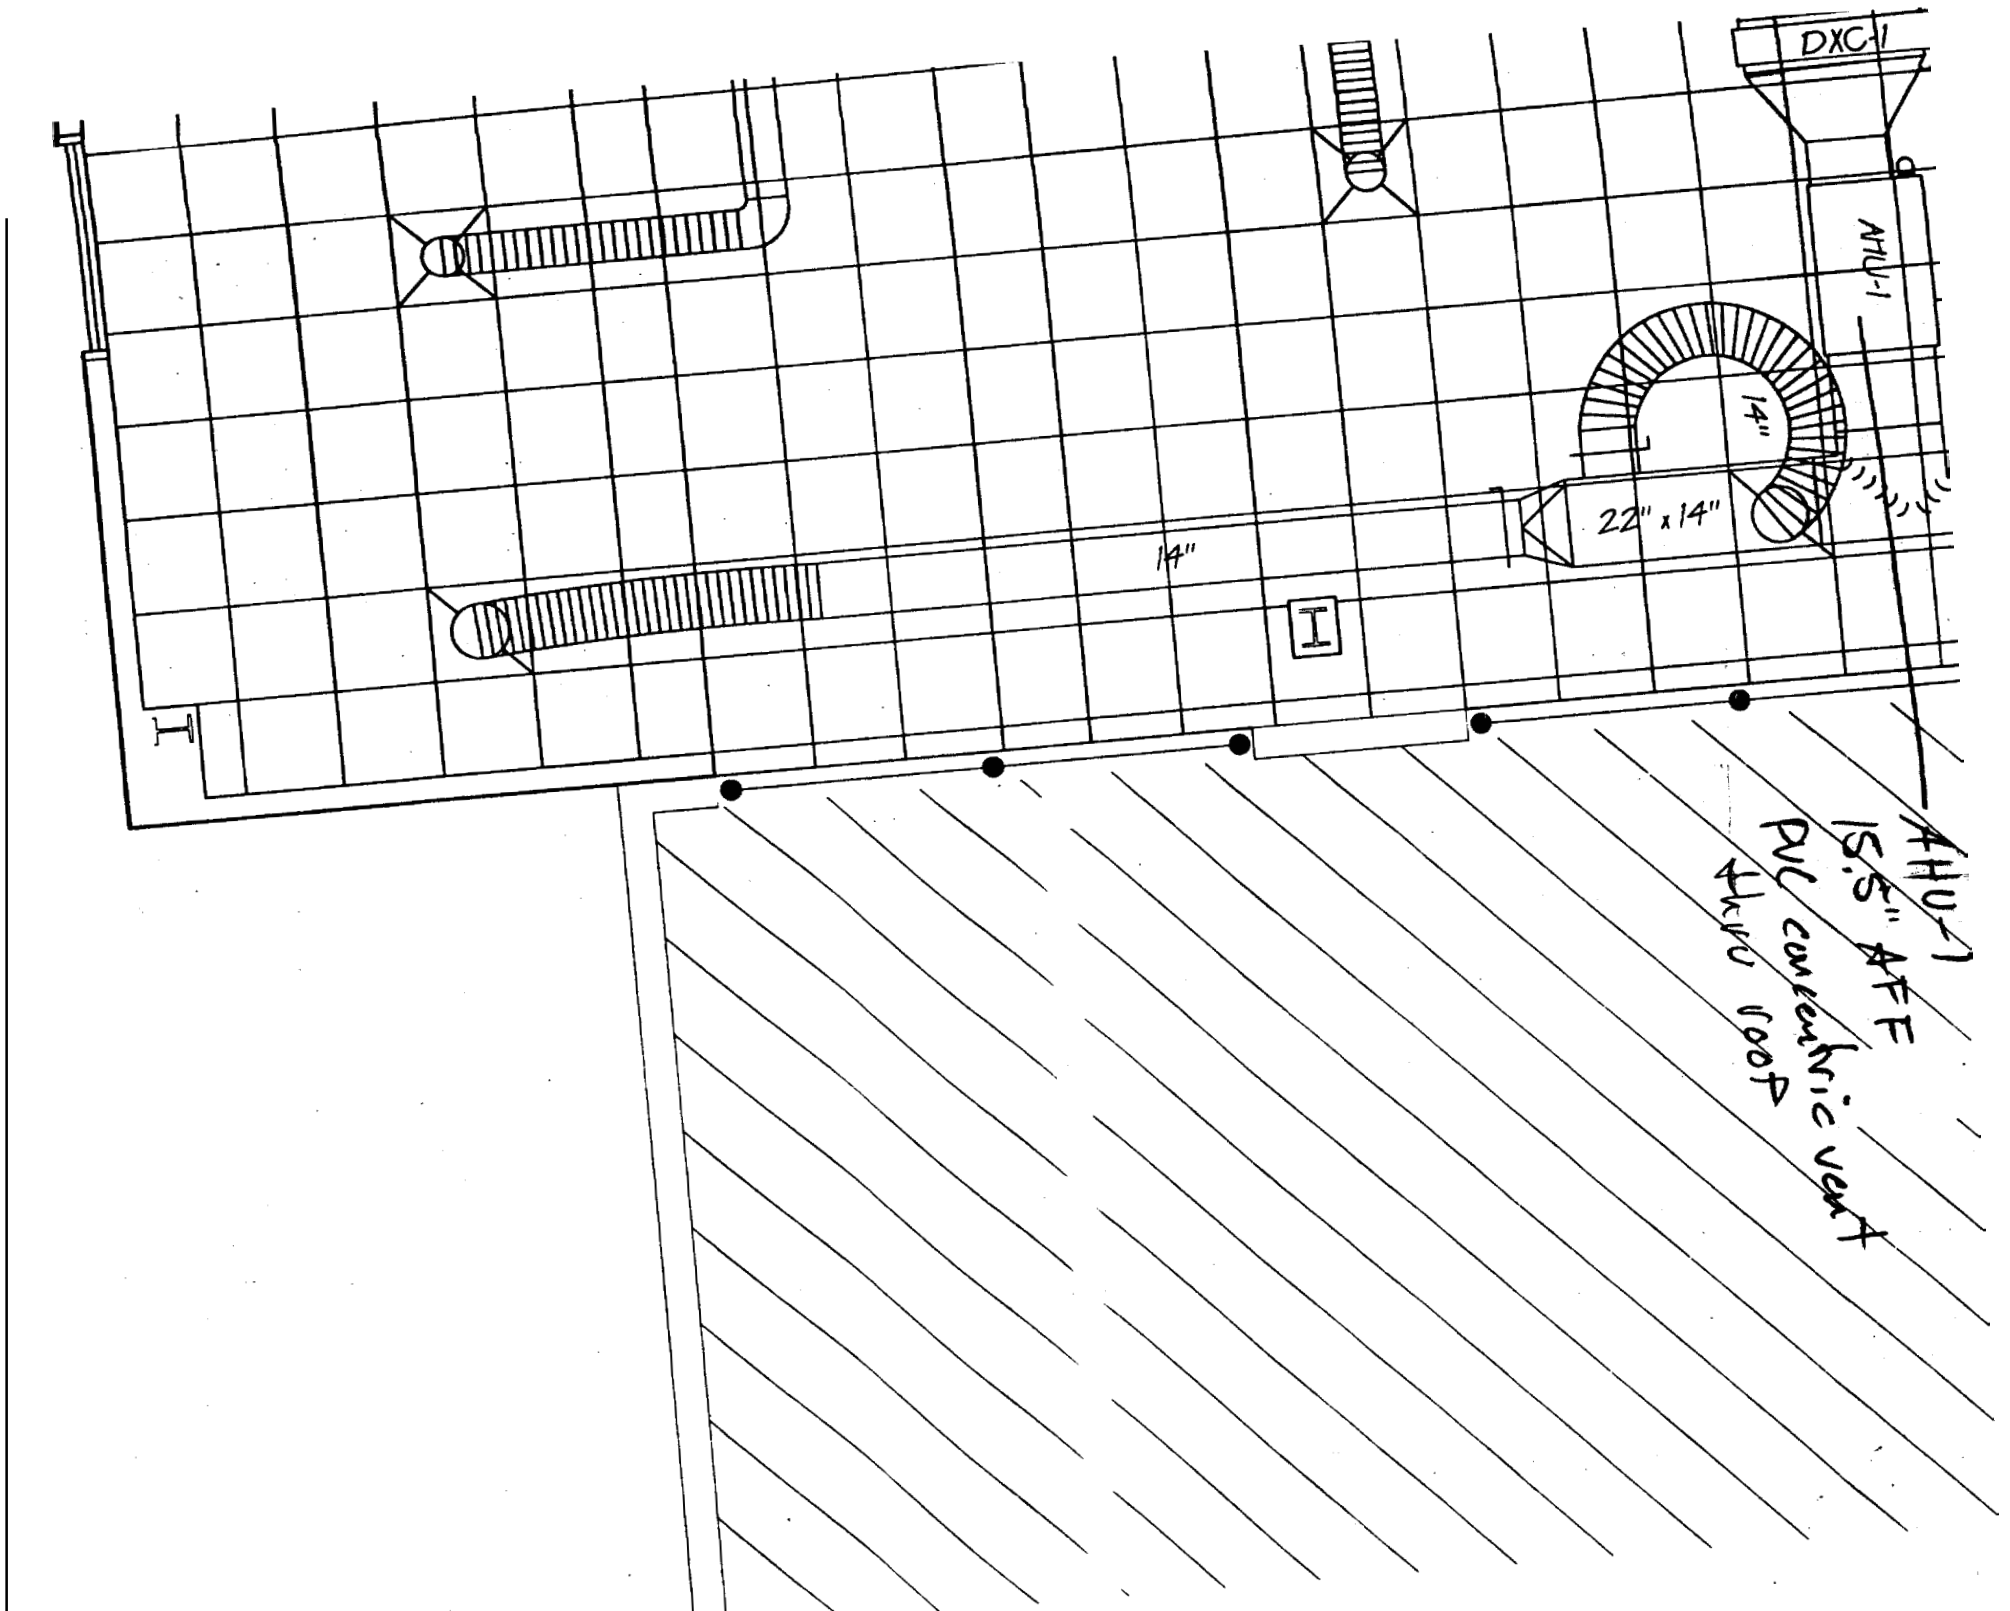 DXC-1
AHU-1
14"
22" x 14"
14"
AHU-1
15.5" AFF
PVC concentric vent
thru roof